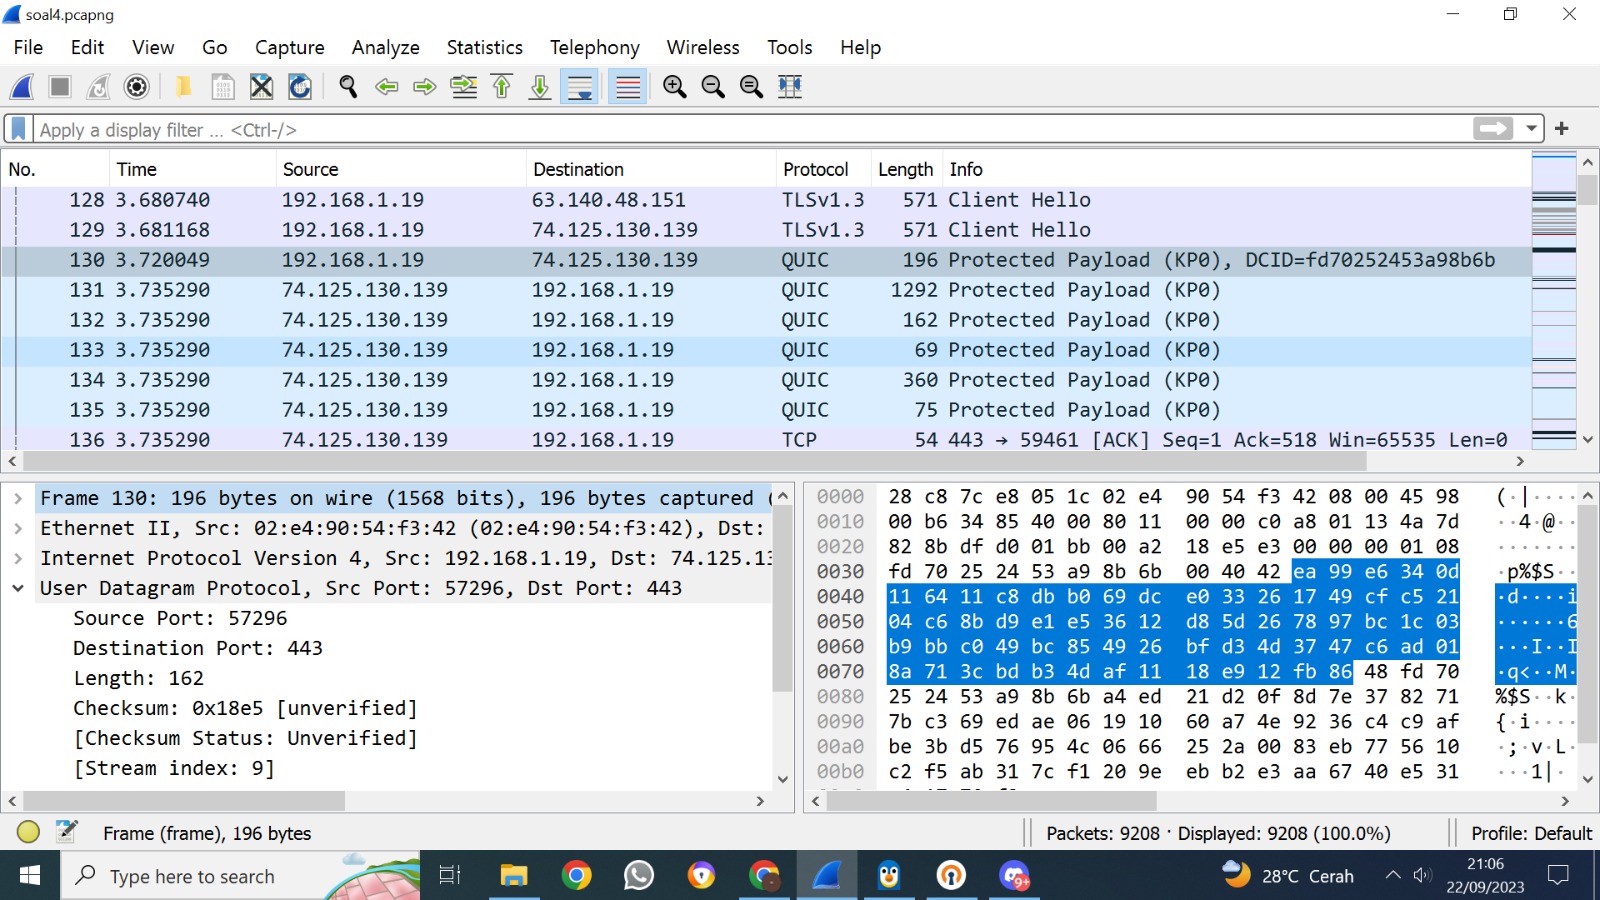 soal4.pcapng
File Edit View Go Capture Analyze Statistics Telephony Wireless Tools Help
Apply a display filter ... <Ctrl-/>
No. Time Source Destination Protocol Length Info
128 3.680740 192.168.1.19 63.140.48.151 TLSv1.3 571 Client Hello
129 3.681168 192.168.1.19 74.125.130.139 TLSv1.3 571 Client Hello
130 3.720049 192.168.1.19 74.125.130.139 QUIC 196 Protected Payload (KP0), DCID=fd70252453a98b6b
131 3.735290 74.125.130.139 192.168.1.19 QUIC 1292 Protected Payload (KP0)
132 3.735290 74.125.130.139 192.168.1.19 QUIC 162 Protected Payload (KP0)
133 3.735290 74.125.130.139 192.168.1.19 QUIC 69 Protected Payload (KP0)
134 3.735290 74.125.130.139 192.168.1.19 QUIC 360 Protected Payload (KP0)
135 3.735290 74.125.130.139 192.168.1.19 QUIC 75 Protected Payload (KP0)
136 3.735290 74.125.130.139 192.168.1.19 TCP 54 443 → 59461 [ACK] Seq=1 Ack=518 Win=65535 Len=0
Frame 130: 196 bytes on wire (1568 bits), 196 bytes captured (
Ethernet II, Src: 02:e4:90:54:f3:42 (02:e4:90:54:f3:42), Dst:
Internet Protocol Version 4, Src: 192.168.1.19, Dst: 74.125.13
User Datagram Protocol, Src Port: 57296, Dst Port: 443
Source Port: 57296
Destination Port: 443
Length: 162
Checksum: 0x18e5 [unverified]
[Checksum Status: Unverified]
[Stream index: 9]
0000 28 c8 7c e8 05 1c 02 e4 90 54 f3 42 08 00 45 98 (·|····
0010 00 b6 34 85 40 00 80 11 00 00 c0 a8 01 13 4a 7d ··4·@··
0020 82 8b df d0 01 bb 00 a2 18 e5 e3 00 00 00 01 08 ·······
0030 fd 70 25 24 53 a9 8b 6b 00 40 42 ea 99 e6 34 0d ·p%$S··
0040 11 64 11 c8 db b0 69 dc e0 33 26 17 49 cf c5 21 ·d····i
0050 04 c6 8b d9 e1 e5 36 12 d8 5d 26 78 97 bc 1c 03 ······6
0060 b9 bb c0 49 bc 85 49 26 bf d3 4d 37 47 c6 ad 01 ···I··I
0070 8a 71 3c bd b3 4d af 11 18 e9 12 fb 86 48 fd 70 ·q<··M·
0080 25 24 53 a9 8b 6b a4 ed 21 d2 0f 8d 7e 37 82 71 %$S··k·
0090 7b c3 69 ed ae 06 19 10 60 a7 4e 92 36 c4 c9 af {·i····
00a0 be 3b d5 76 95 4c 06 66 25 2a 00 83 eb 77 56 10 ·;·v·L·
00b0 c2 f5 ab 31 7c f1 20 9e eb b2 e3 aa 67 40 e5 31 ···1|·
Frame (frame), 196 bytes
Packets: 9208 · Displayed: 9208 (100.0%)
Profile: Default
Type here to search
9+
28°C Cerah
21:06
22/09/2023